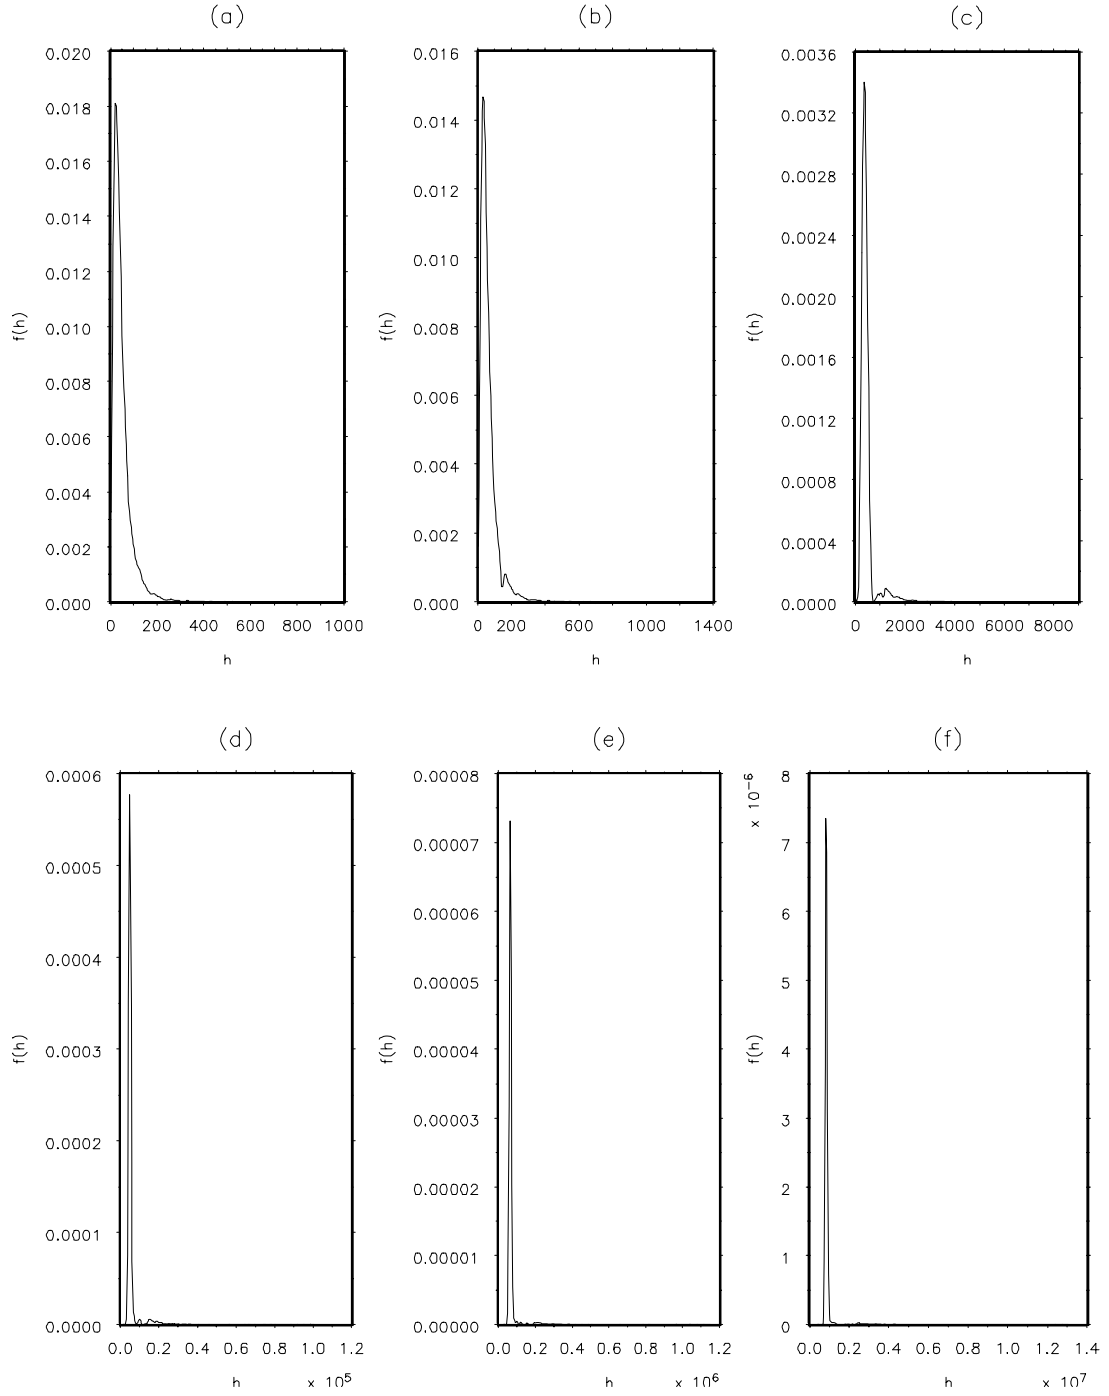 (a)
(b)
(c)
0.020
0.018
0.016
0.014
0.012
0.010
0.008
0.006
0.004
0.002
0.000
f(h)
0 200 400 600 800 1000
h
0.016
0.014
0.012
0.010
0.008
0.006
0.004
0.002
0.000
f(h)
0 200 600 1000 1400
h
0.0036
0.0032
0.0028
0.0024
0.0020
0.0016
0.0012
0.0008
0.0004
0.0000
f(h)
0 2000 4000 6000 8000
h
(d)
(e)
(f)
0.0006
0.0005
0.0004
0.0003
0.0002
0.0001
0.0000
f(h)
0.0 0.2 0.4 0.6 0.8 1.0 1.2
h x 10⁵
0.00008
0.00007
0.00006
0.00005
0.00004
0.00003
0.00002
0.00001
0.00000
f(h)
0.0 0.2 0.4 0.6 0.8 1.0 1.2
h x 10⁶
x 10⁻⁶
8
7
6
5
4
3
2
1
0
f(h)
0.0 0.2 0.4 0.6 0.8 1.0 1.2 1.4
h x 10⁷